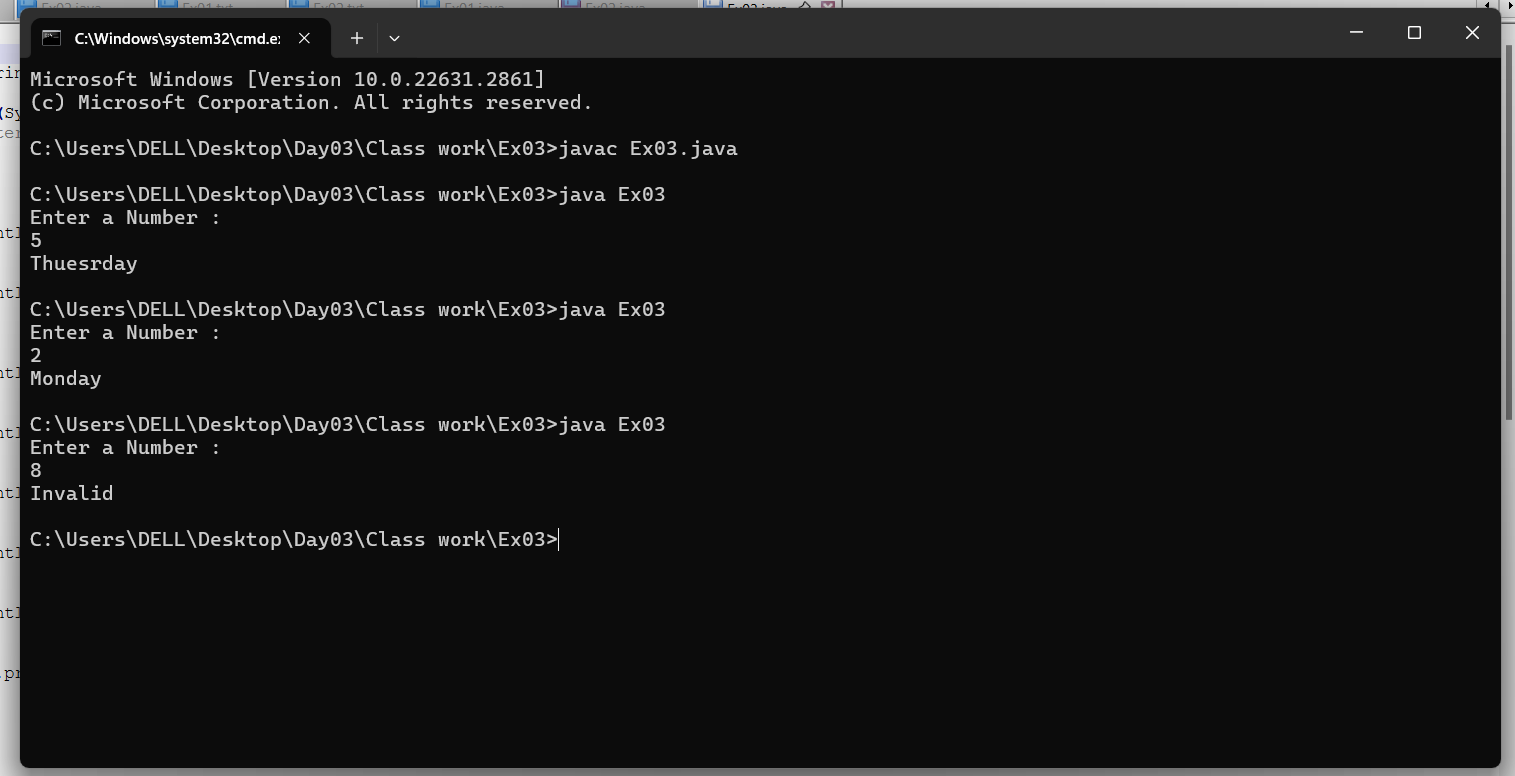 C:\Windows\system32\cmd.e
Microsoft Windows [Version 10.0.22631.2861]
(c) Microsoft Corporation. All rights reserved.
C:\Users\DELL\Desktop\Day03\Class work\Ex03>javac Ex03.java
C:\Users\DELL\Desktop\Day03\Class work\Ex03>java Ex03
Enter a Number :
5
Thuesrday
C:\Users\DELL\Desktop\Day03\Class work\Ex03>java Ex03
Enter a Number :
2
Monday
C:\Users\DELL\Desktop\Day03\Class work\Ex03>java Ex03
Enter a Number :
8
Invalid
C:\Users\DELL\Desktop\Day03\Class work\Ex03>